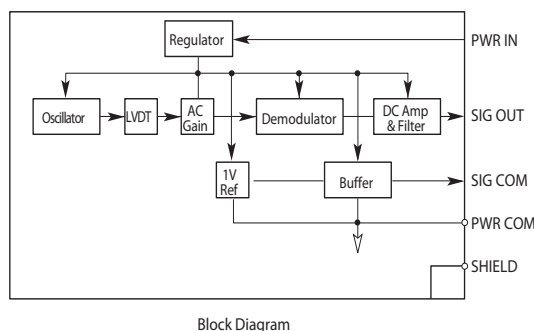 Regulator
PWR IN
Oscillator
LVDT
AC
Gain
Demodulator
DC Amp
& Filter
SIG OUT
1V
Ref
Buffer
SIG COM
PWR COM
SHIELD
Block Diagram